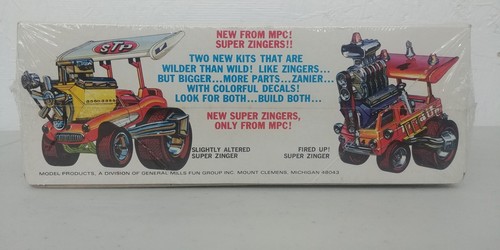 NEW FROM MPC!
SUPER ZINGERS!!
STP
TWO NEW KITS THAT ARE
WILDER THAN WILD! LIKE ZINGERS...
BUT BIGGER...MORE PARTS...ZANIER...
WITH COLORFUL DECALS!
LOOK FOR BOTH...BUILD BOTH...
NEW SUPER ZINGERS,
ONLY FROM MPC!
SLIGHTLY ALTERED
SUPER ZINGER
FIRED UP!
SUPER ZINGER
MODEL PRODUCTS, A DIVISION OF GENERAL MILLS FUN GROUP INC. MOUNT CLEMENS, MICHIGAN 48043